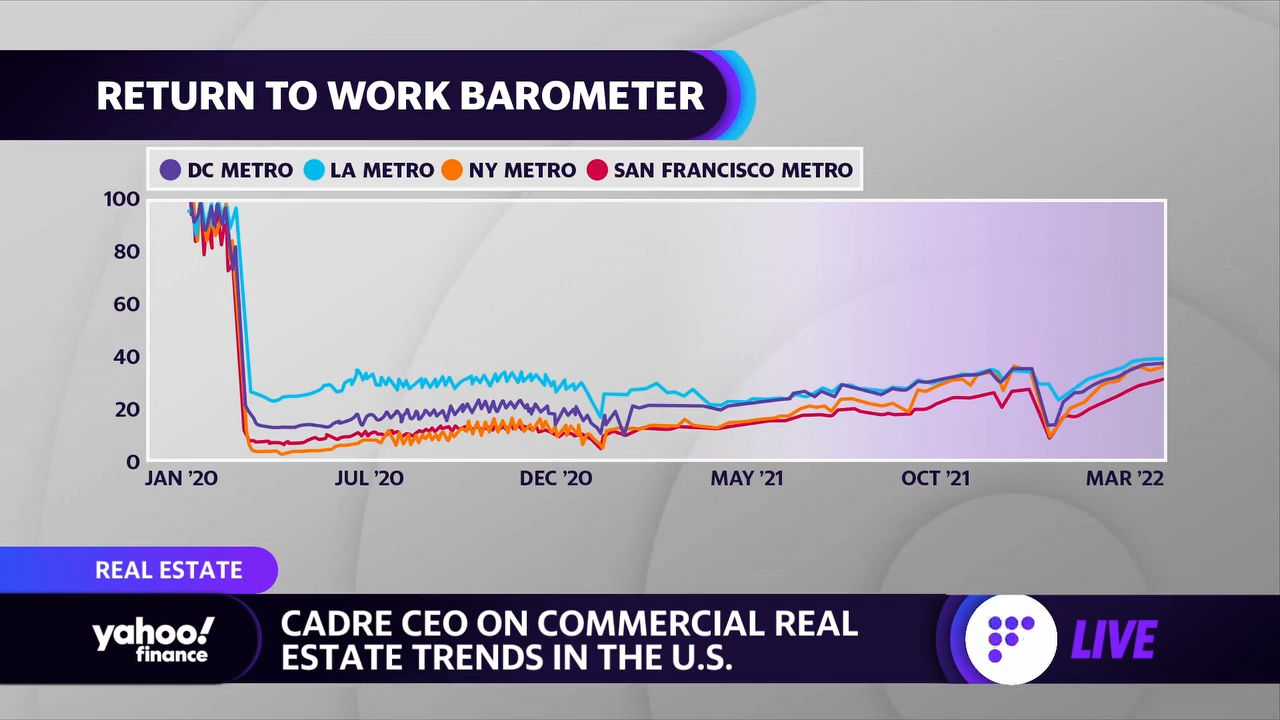 RETURN TO WORK BAROMETER
DC METRO LA METRO NY METRO SAN FRANCISCO METRO
100
80
60
40
20
0
JAN ’20 JUL ’20 DEC ’20 MAY ’21 OCT ’21 MAR ’22
REAL ESTATE
yahoo!
finance
CADRE CEO ON COMMERCIAL REAL
ESTATE TRENDS IN THE U.S.
LIVE